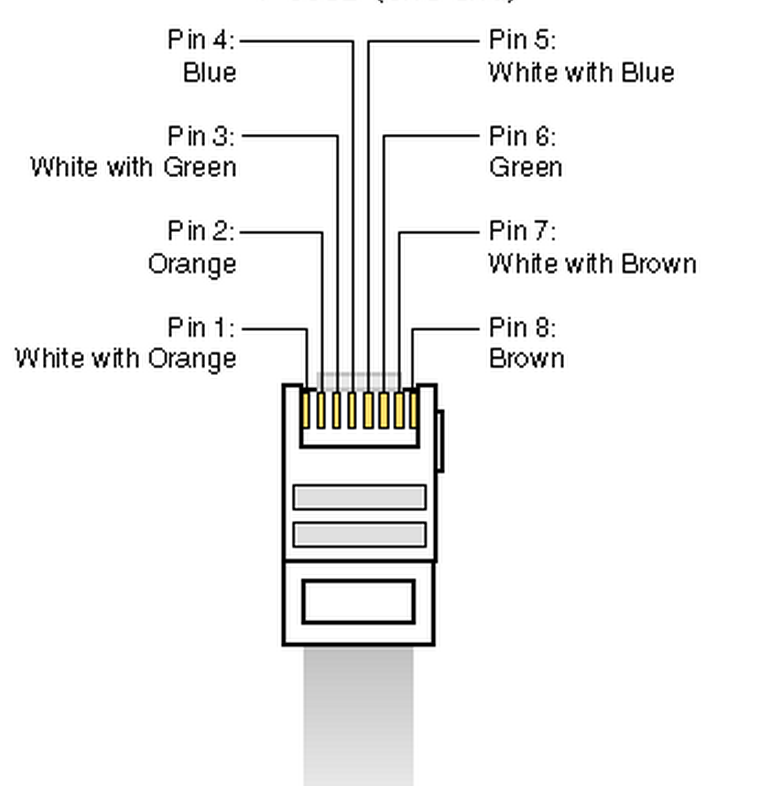 Pin 4:
Blue
Pin 5:
White with Blue
Pin 3:
White with Green
Pin 6:
Green
Pin 2:
Orange
Pin 7:
White with Brown
Pin 1:
White with Orange
Pin 8:
Brown